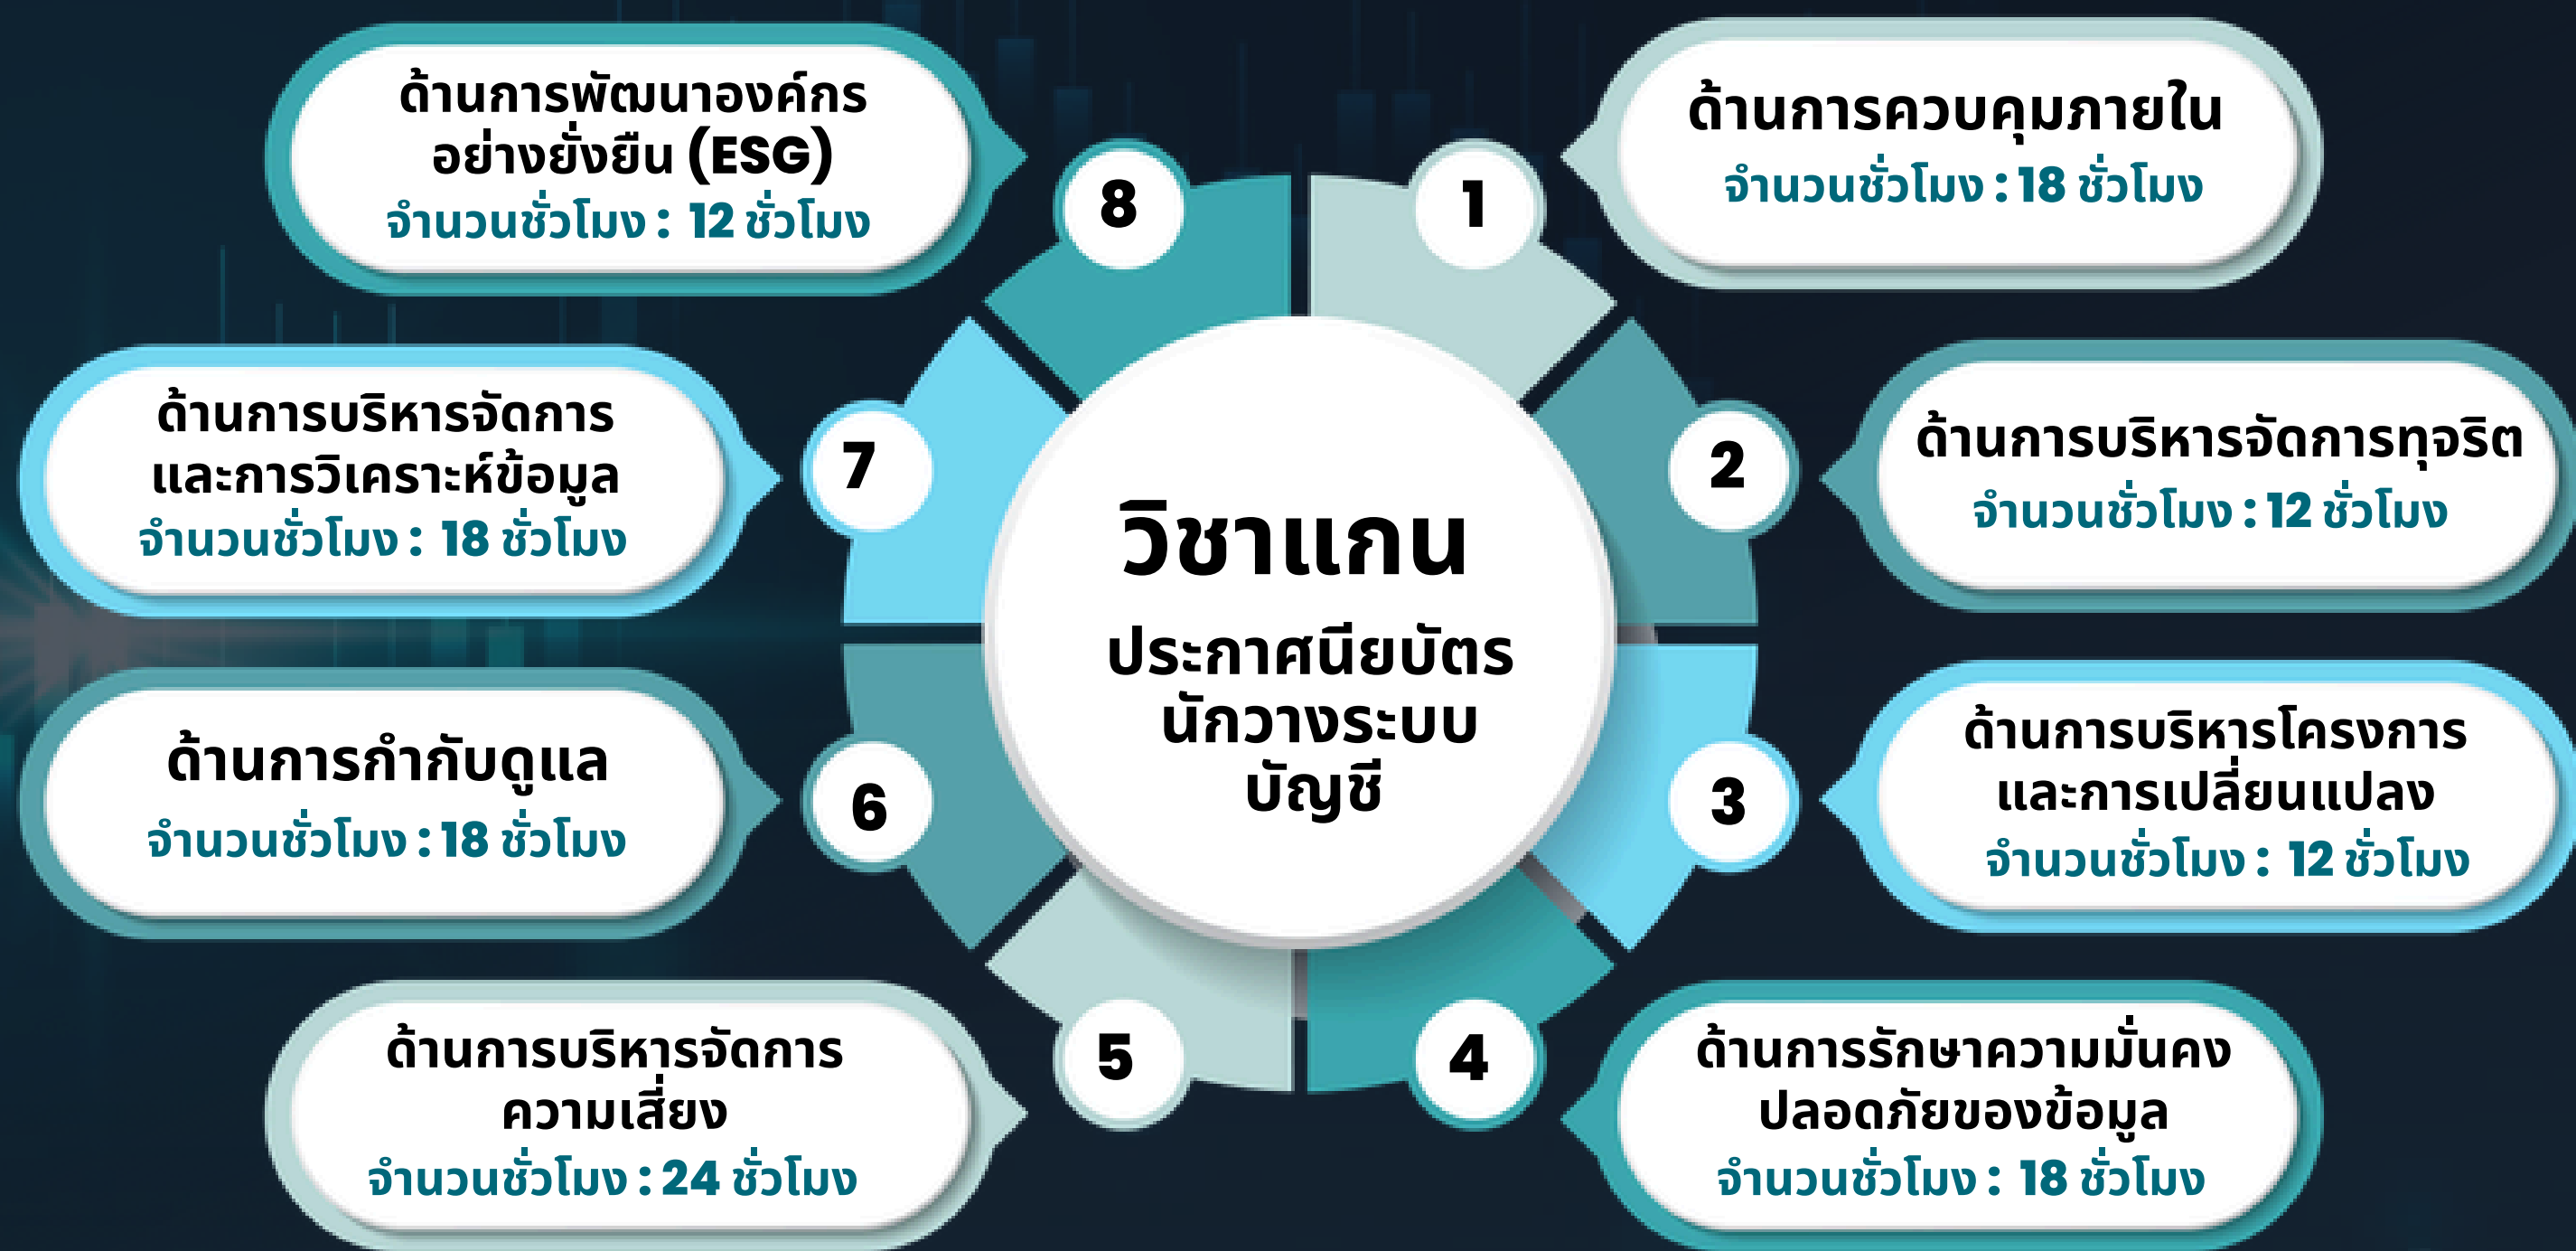 วิชาแกน
ประกาศนียบัตร
นักวางระบบ
บัญชี
1
ด้านการควบคุมภายใน
จำนวนชั่วโมง : 18 ชั่วโมง
2
ด้านการบริหารจัดการทุจริต
จำนวนชั่วโมง : 12 ชั่วโมง
3
ด้านการบริหารโครงการ
และการเปลี่ยนแปลง
จำนวนชั่วโมง : 12 ชั่วโมง
4
ด้านการรักษาความมั่นคง
ปลอดภัยของข้อมูล
จำนวนชั่วโมง : 18 ชั่วโมง
5
ด้านการบริหารจัดการ
ความเสี่ยง
จำนวนชั่วโมง : 24 ชั่วโมง
6
ด้านการกำกับดูแล
จำนวนชั่วโมง : 18 ชั่วโมง
7
ด้านการบริหารจัดการ
และการวิเคราะห์ข้อมูล
จำนวนชั่วโมง : 18 ชั่วโมง
8
ด้านการพัฒนาองค์กร
อย่างยั่งยืน (ESG)
จำนวนชั่วโมง : 12 ชั่วโมง